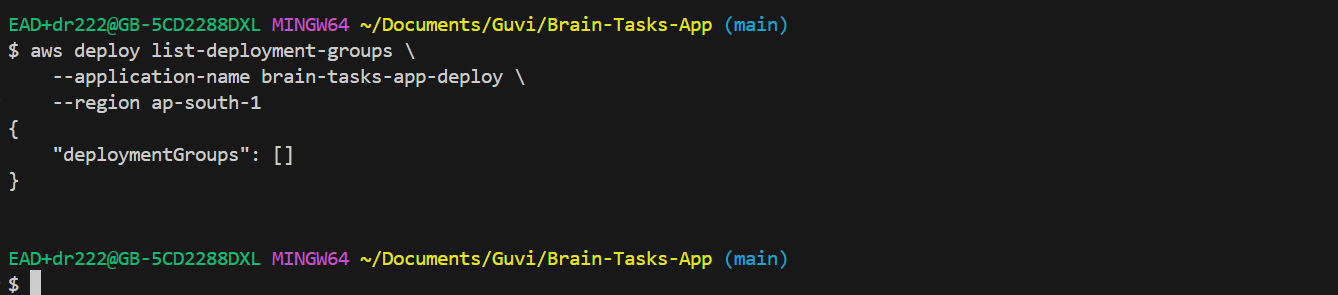 EAD+dr222@GB-5CD2288DXL MINGW64 ~/Documents/Guvi/Brain-Tasks-App (main)
$ aws deploy list-deployment-groups \
    --application-name brain-tasks-app-deploy \
    --region ap-south-1
{
    "deploymentGroups": []
}
EAD+dr222@GB-5CD2288DXL MINGW64 ~/Documents/Guvi/Brain-Tasks-App (main)
$